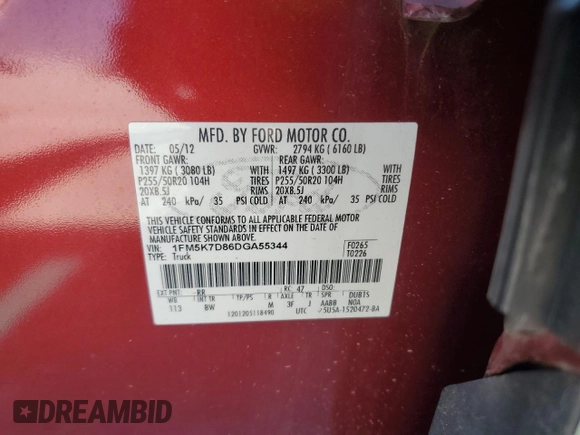 MFD. BY FORD MOTOR CO.
DATE: 05/12 GVWR: 2794 KG ( 6160 LB)
FRONT GAWR: REAR GAWR:
1397 KG ( 3080 LB) WITH 1497 KG ( 3300 LB) WITH
P255/50R20 104H TIRES P255/50R20 104H TIRES
20X8.5J RIMS 20X8.5J RIMS
AT 240 kPa/ 35 PSI COLD AT 240 kPa/ 35 PSI COLD
THIS VEHICLE CONFORMS TO ALL APPLICABLE FEDERAL MOTOR
VEHICLE SAFETY STANDARDS IN EFFECT ON THE DATE OF
MANUFACTURE SHOWN ABOVE.
VIN: 1FM5K7D86DGA55344 F0265
TYPE: Truck T0226
EXT PNT: RR RC: 47 DSO:
WB INT TR TP/PS R AXLE TR SPR DUBTS
113 BW M 3F J AABB NOA
1201205118490 UTC 5USA-1520472-BA
DREAMBID